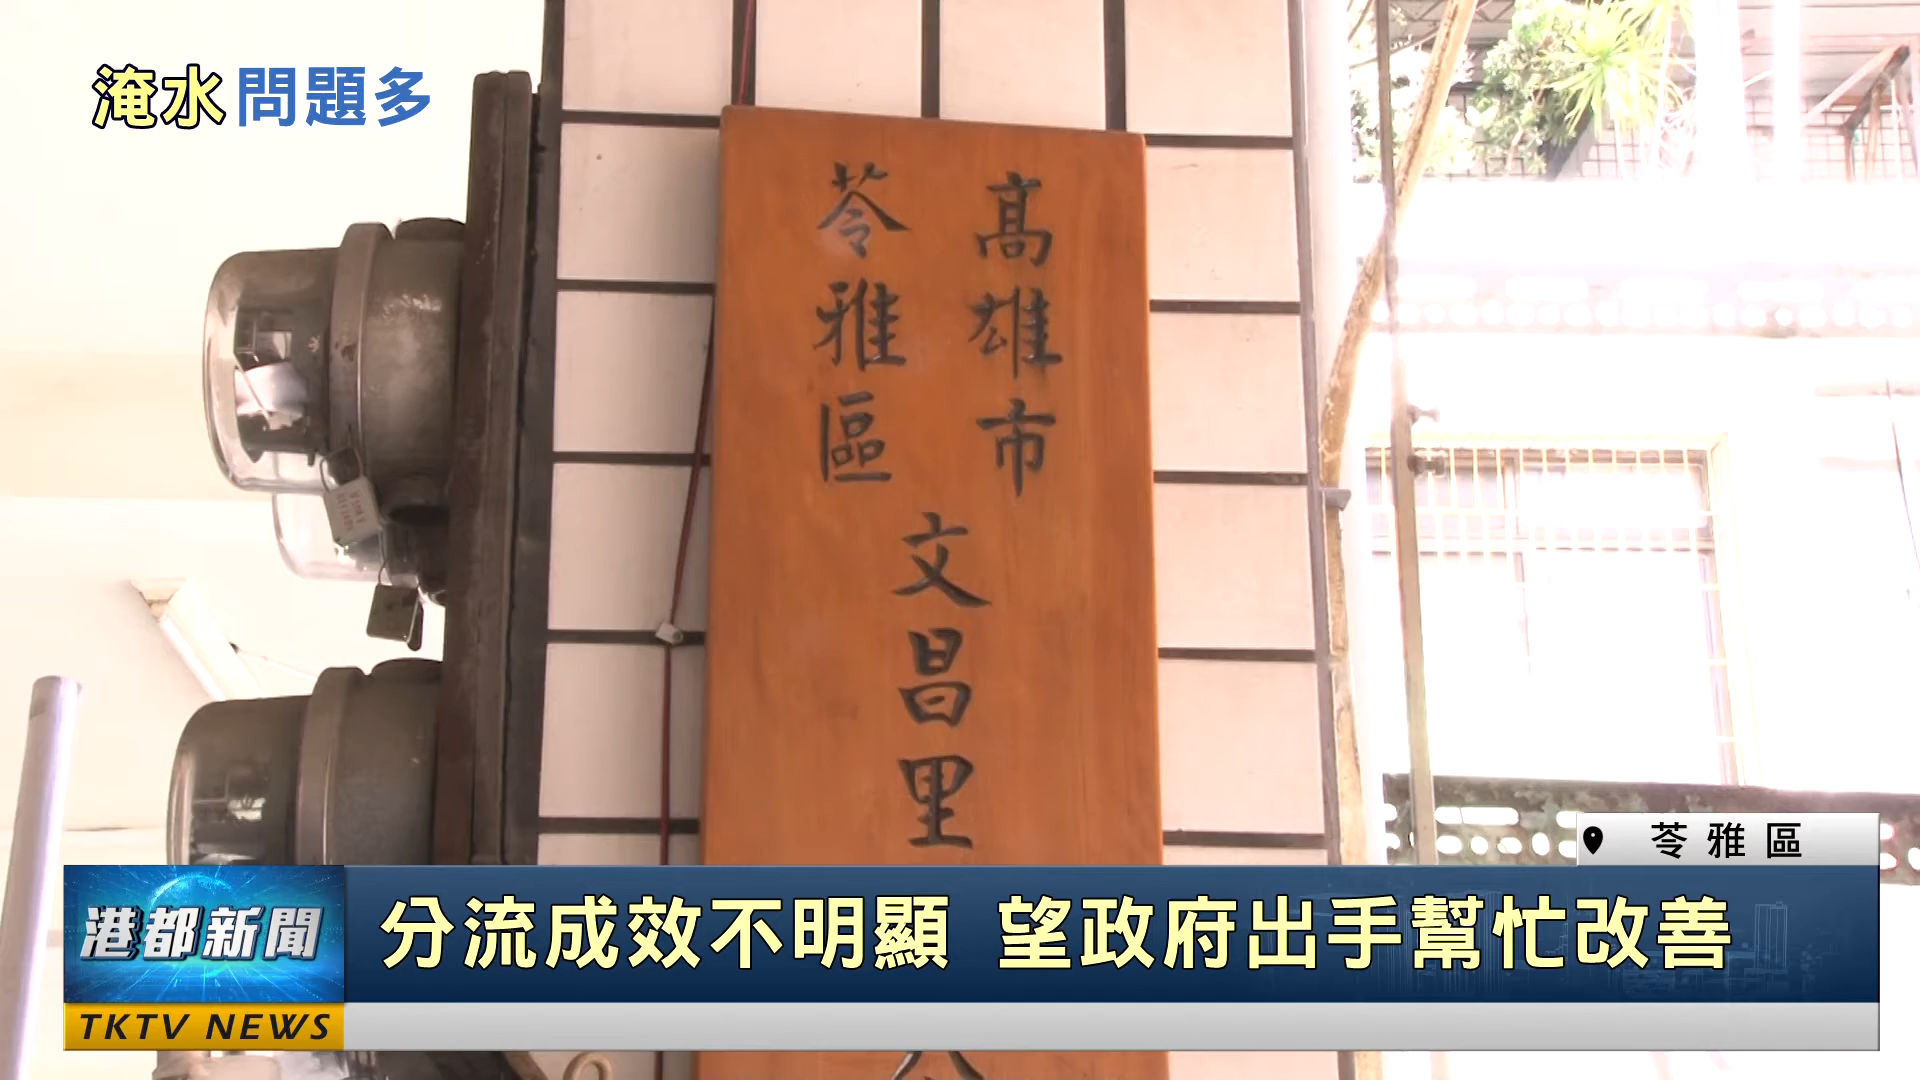 淹水問題多
高雄市
苓雅區
文昌里
苓雅區
港都新聞
分流成效不明顯 望政府出手幫忙改善
TKTV NEWS